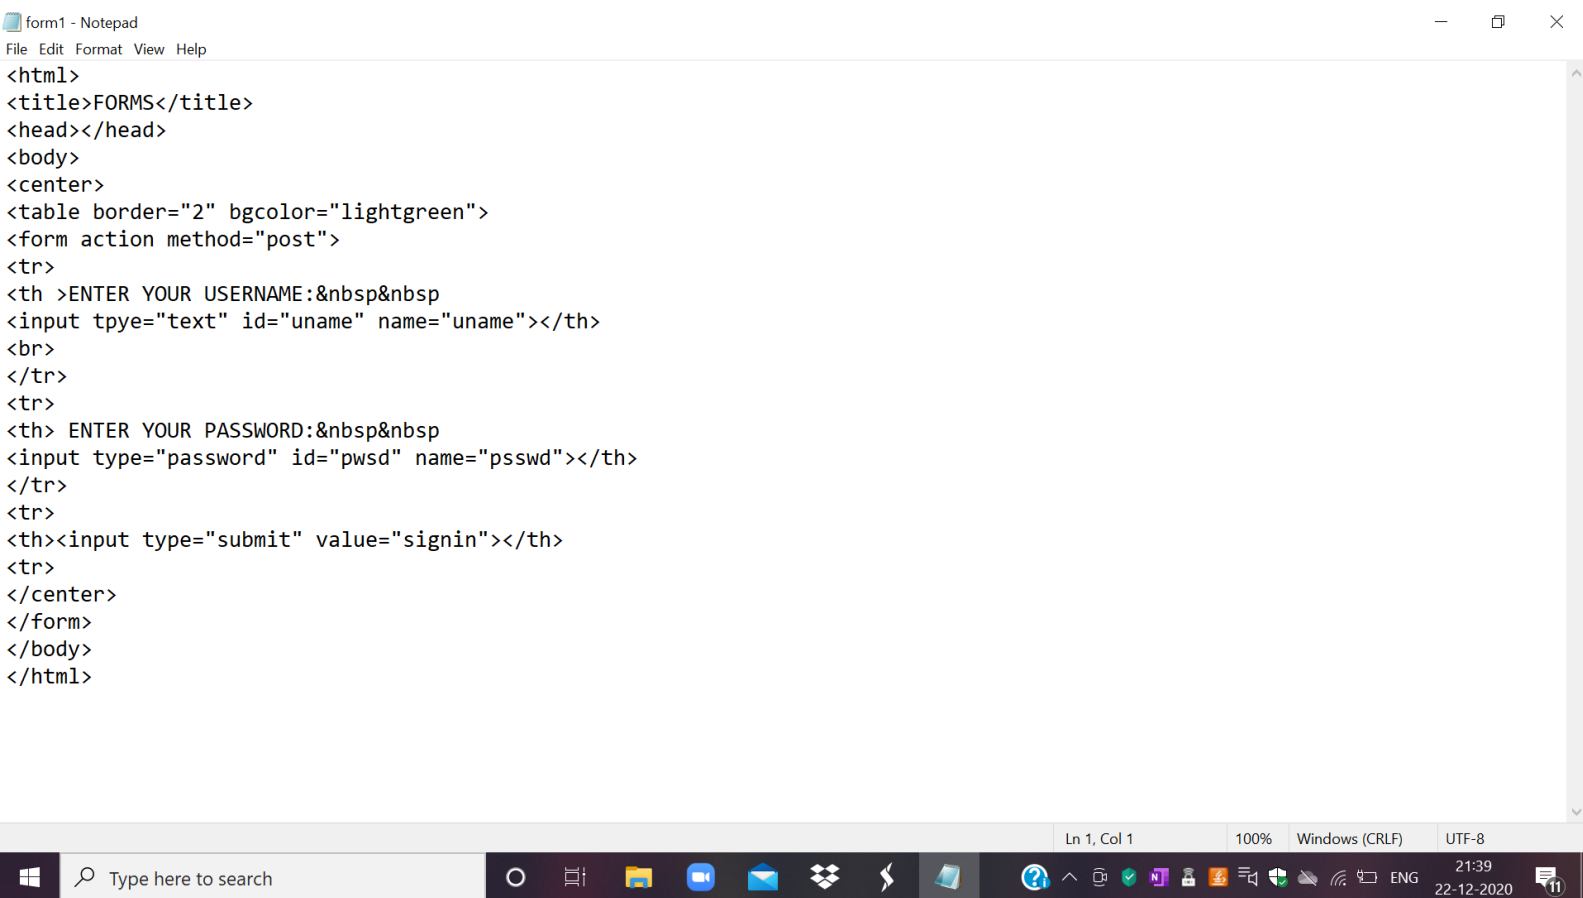 form1 - Notepad
File Edit Format View Help
<html>
<title>FORMS</title>
<head></head>
<body>
<center>
<table border="2" bgcolor="lightgreen">
<form action method="post">
<tr>
<th >ENTER YOUR USERNAME:&nbsp&nbsp
<input tpye="text" id="uname" name="uname"></th>
<br>
</tr>
<tr>
<th> ENTER YOUR PASSWORD:&nbsp&nbsp
<input type="password" id="pwsd" name="psswd"></th>
</tr>
<tr>
<th><input type="submit" value="signin"></th>
<tr>
</center>
</form>
</body>
</html>
Ln 1, Col 1 100% Windows (CRLF) UTF-8
Type here to search ENG 21:39
22-12-2020 11